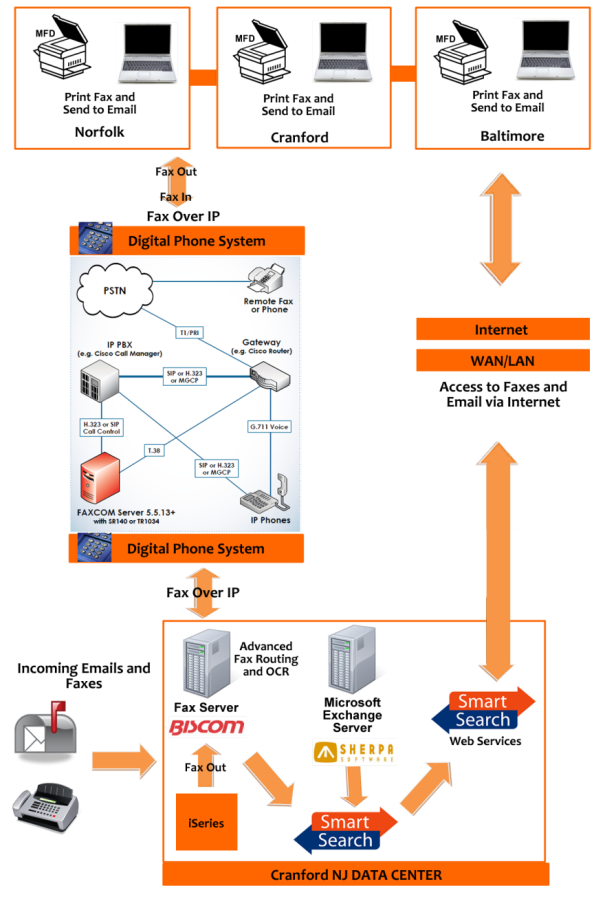 MFD
Print Fax and
Send to Email
Norfolk
MFD
Print Fax and
Send to Email
Cranford
MFD
Print Fax and
Send to Email
Baltimore
Fax Out
Fax In
Fax Over IP
Digital Phone System
PSTN
Remote Fax
or Phone
T1/PRI
IP PBX
(e.g. Cisco Call Manager)
Gateway
(e.g. Cisco Router)
SIP or H.323
or MGCP
H.323 or SIP
Call Control
G.711 Voice
T.38
SIP or H.323
or MGCP
FAXCOM Server 5.5.13+
with SR140 or TR1034
IP Phones
Digital Phone System
Fax Over IP
Internet
WAN/LAN
Access to Faxes and
Email via Internet
Incoming Emails and
Faxes
Advanced
Fax Routing
and OCR
Fax Server
BISCOM
Microsoft
Exchange
Server
SHERPA
SOFTWARE
Smart
Search
Web Services
Fax Out
iSeries
Smart
Search
Cranford NJ DATA CENTER